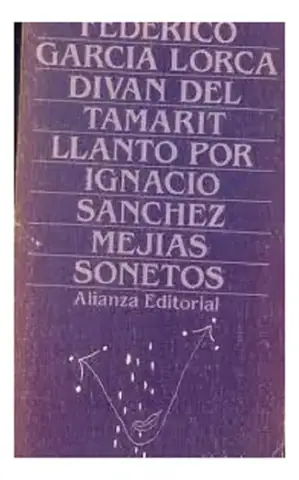 FEDERICO
GARCIA LORCA
DIVAN DEL
TAMARIT
LLANTO POR
IGNACIO
SANCHEZ
MEJIAS
SONETOS
Alianza Editorial